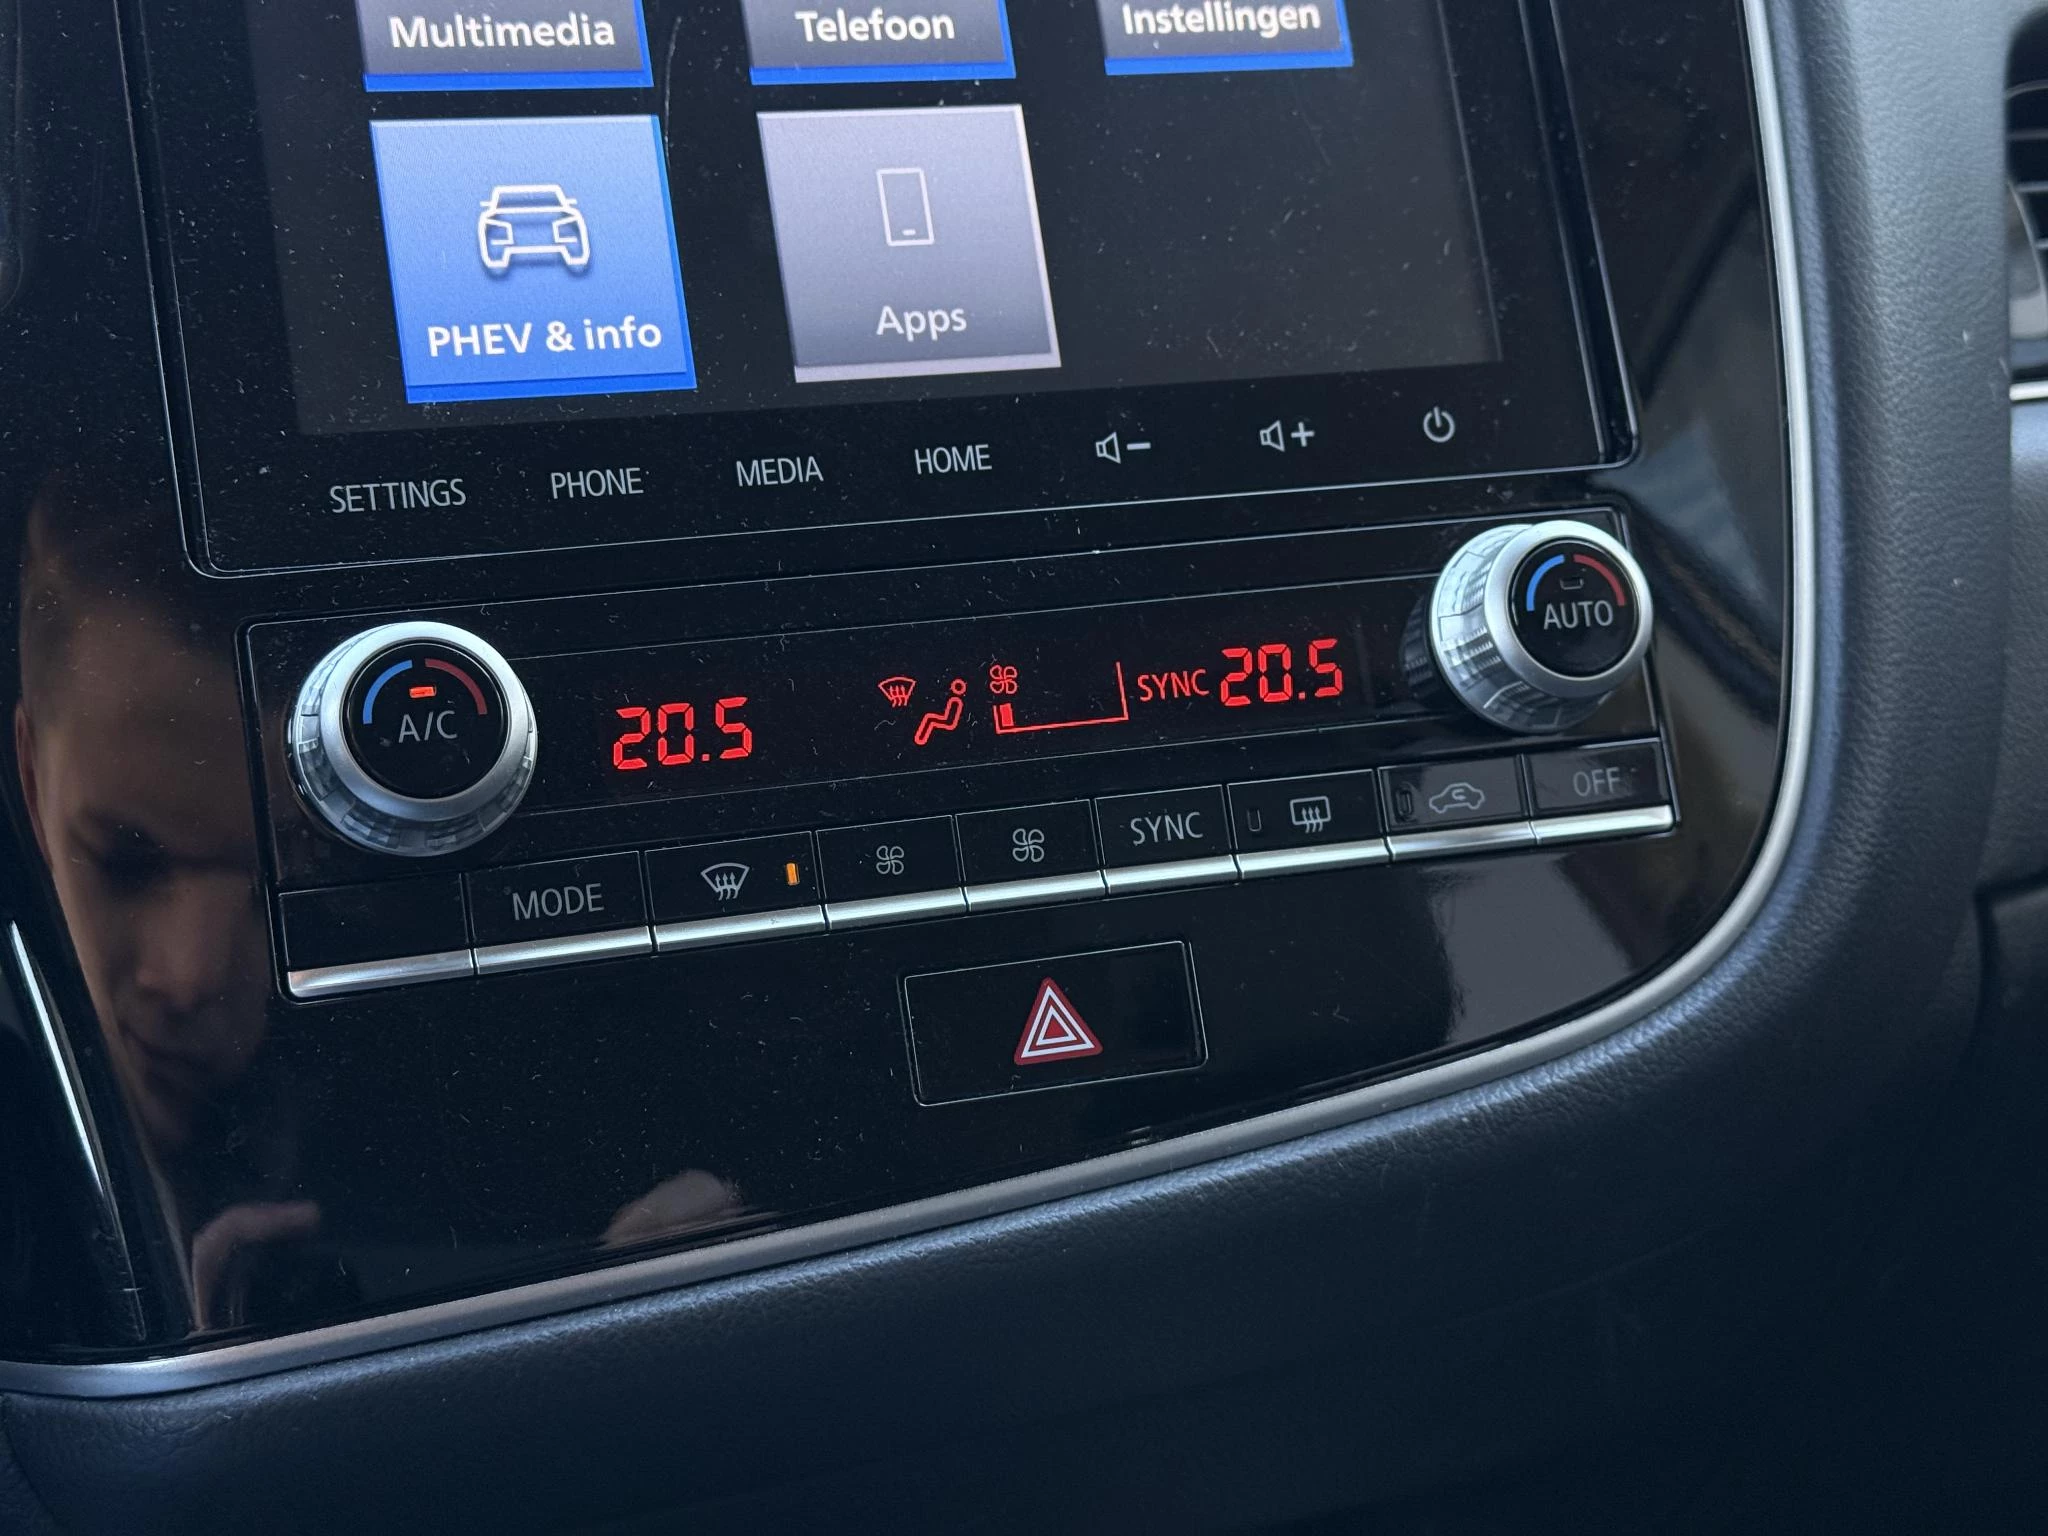 Multimedia Telefoon Instellingen
PHEV & info Apps
SETTINGS PHONE MEDIA HOME - +
A/C 20.5 SYNC 20.5 AUTO
MODE SYNC OFF